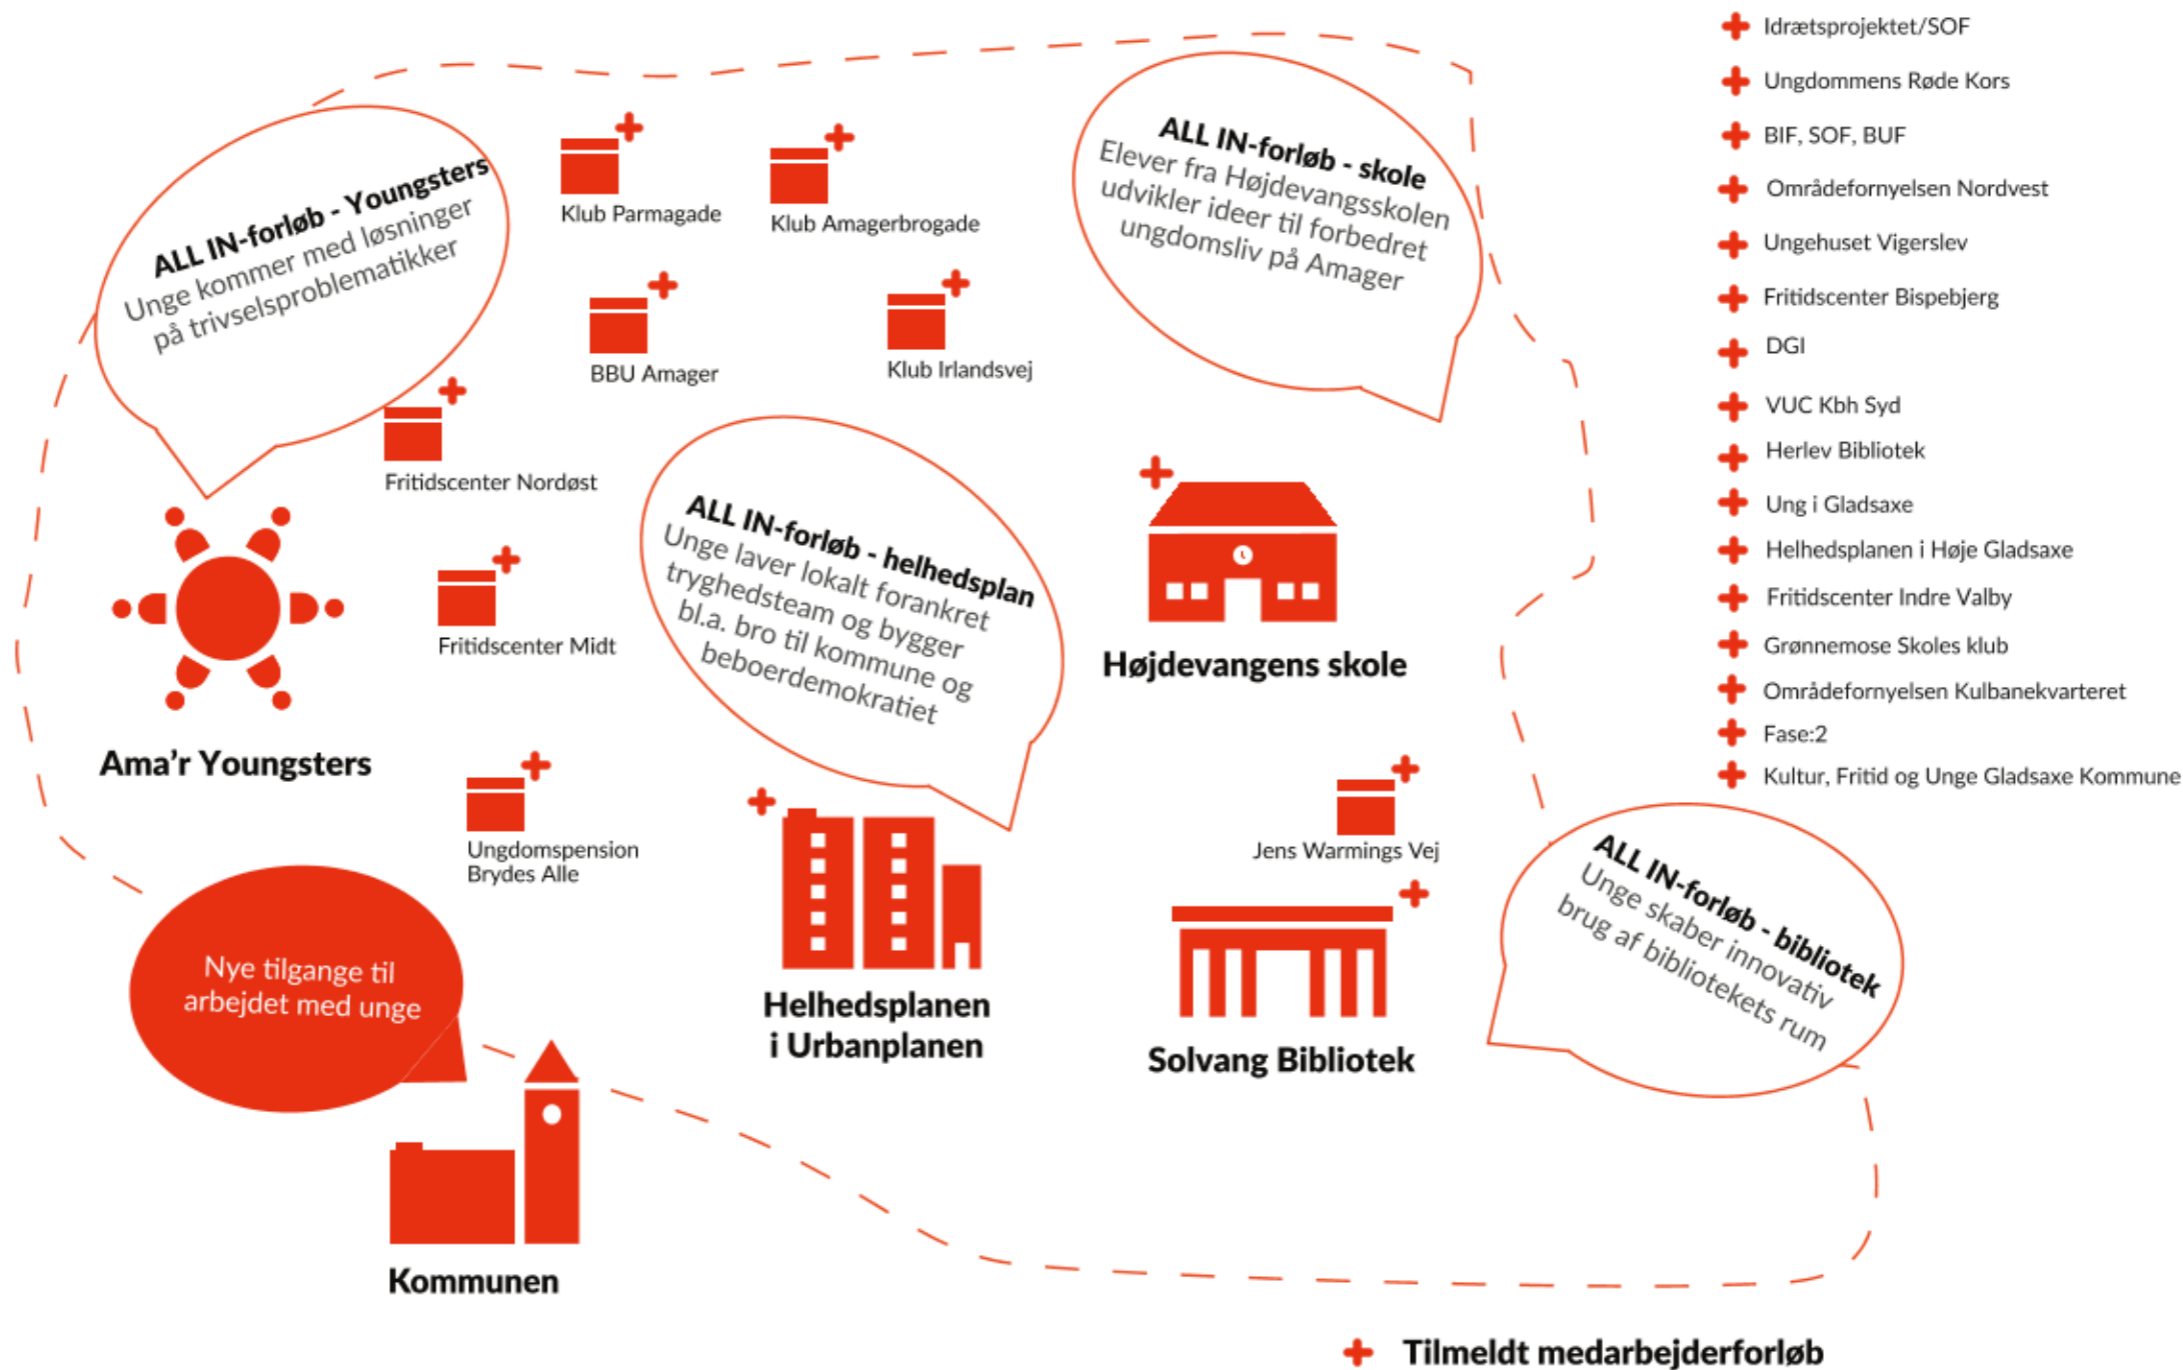 ALL IN-forløb - Youngsters
Unge kommer med løsninger
på trivselsproblematikker
Klub Parmagade
Klub Amagerbrogade
ALL IN-forløb - skole
Elever fra Højdevangsskolen
udvikler ideer til forbedret
ungdomsliv på Amager
BBU Amager
Klub Irlandsvej
Fritidscenter Nordøst
ALL IN-forløb - helhedsplan
Unge laver lokalt forankret
tryghedsteam og bygger
bl.a. bro til kommune og
beboerdemokratiet
Fritidscenter Midt
Højdevangens skole
Ama'r Youngsters
Ungdomspension
Brydes Alle
Jens Warmings Vej
Nye tilgange til
arbejdet med unge
Helhedsplanen
i Urbanplanen
Solvang Bibliotek
ALL IN-forløb - bibliotek
Unge skaber innovativ
brug af bibliotekets rum
Kommunen
Idrætsprojektet/SOF
Ungdommens Røde Kors
BIF, SOF, BUF
Områdefornyelsen Nordvest
Ungehuset Vigerslev
Fritidscenter Bispebjerg
DGI
VUC Kbh Syd
Herlev Bibliotek
Ung i Gladsaxe
Helhedsplanen i Høje Gladsaxe
Fritidscenter Indre Valby
Grønnemose Skoles klub
Områdefornyelsen Kulbanekvarteret
Fase:2
Kultur, Fritid og Unge Gladsaxe Kommune
Tilmeldt medarbejderforløb